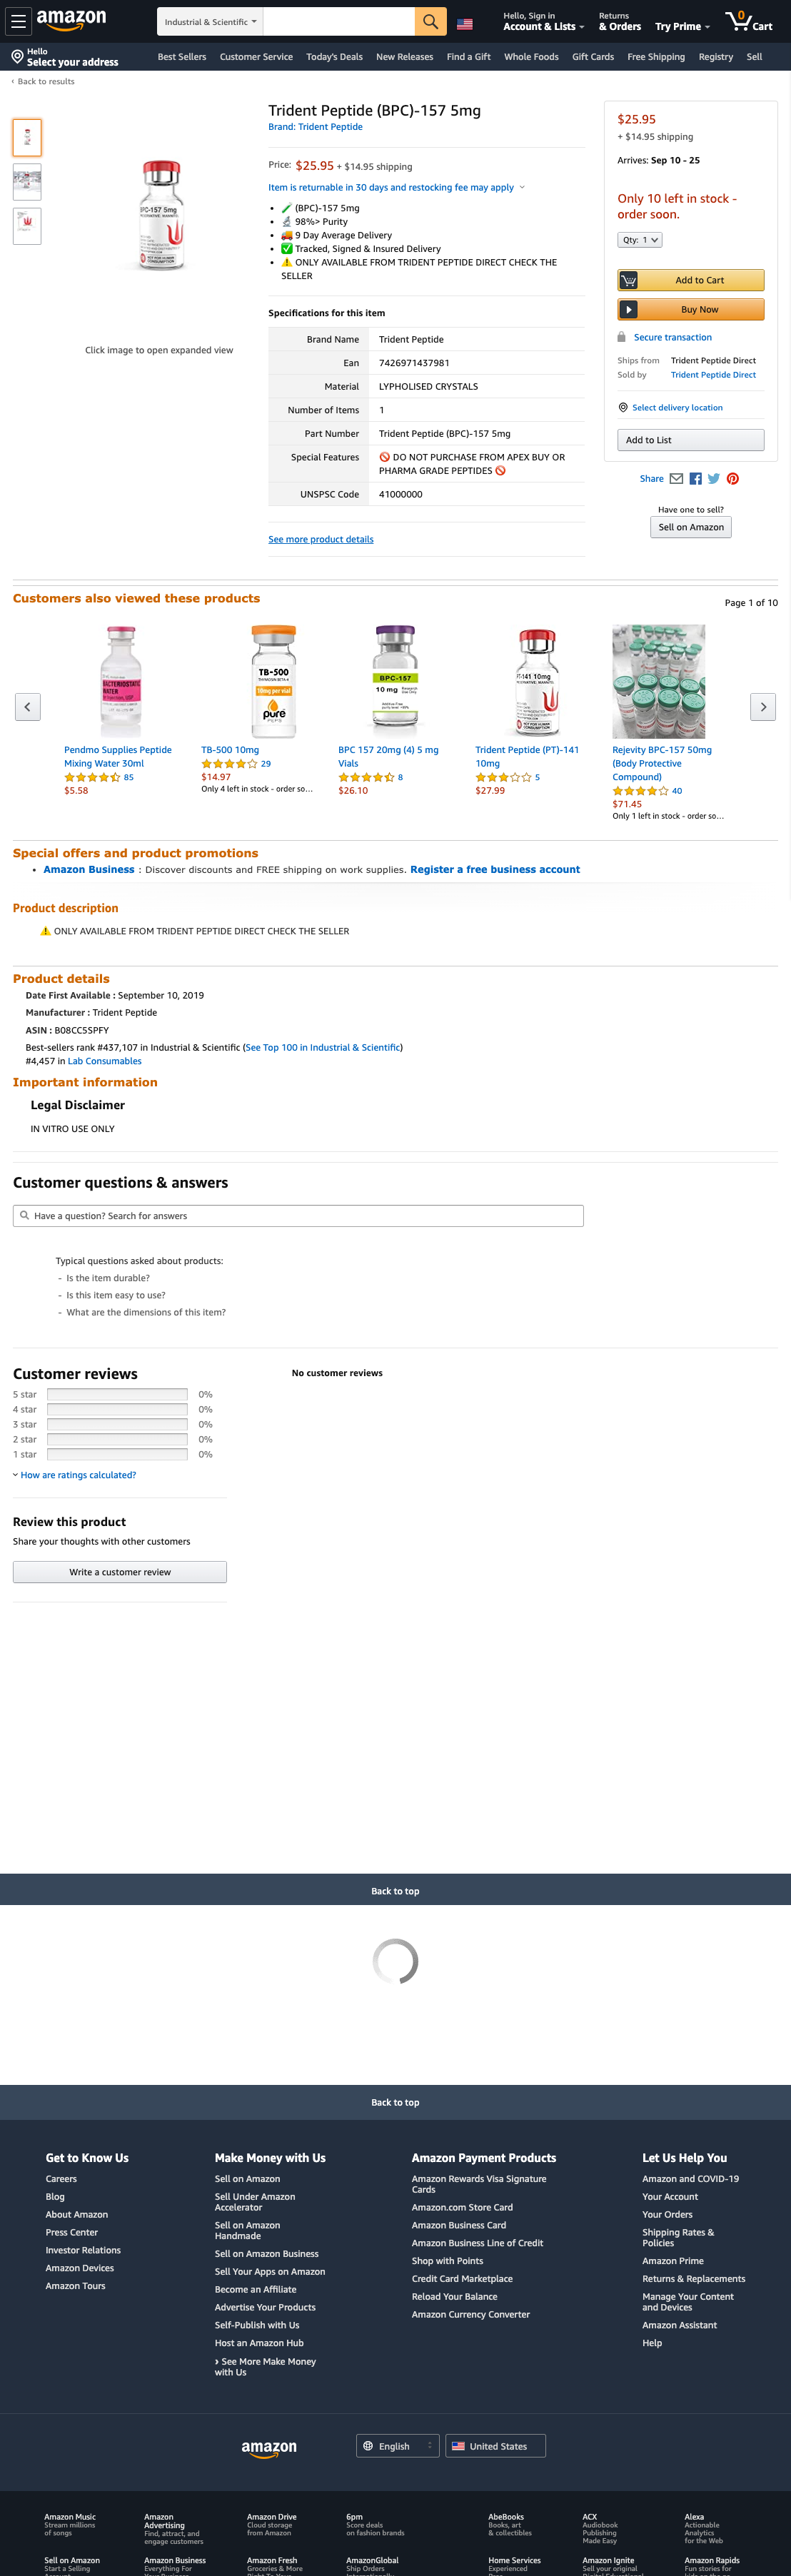 amazon
Industrial & Scientific
Hello, Sign in
Account & Lists
Returns
& Orders
Try Prime
0
Cart
Hello
Select your address
Best Sellers
Customer Service
Today's Deals
New Releases
Find a Gift
Whole Foods
Gift Cards
Free Shipping
Registry
Sell
‹ Back to results
BPC-157 5mg
Click image to open expanded view
Trident Peptide (BPC)-157 5mg
Brand: Trident Peptide
Price: $25.95 + $14.95 shipping
Item is returnable in 30 days and restocking fee may apply
• 🧪 (BPC)-157 5mg
• 🔬 98%> Purity
• 🚚 9 Day Average Delivery
• ✅ Tracked, Signed & Insured Delivery
• ⚠️ ONLY AVAILABLE FROM TRIDENT PEPTIDE DIRECT CHECK THE
SELLER
Specifications for this item
Brand Name Trident Peptide
Ean 7426971437981
Material LYPHOLISED CRYSTALS
Number of Items 1
Part Number Trident Peptide (BPC)-157 5mg
Special Features 🚫 DO NOT PURCHASE FROM APEX BUY OR
PHARMA GRADE PEPTIDES 🚫
UNSPSC Code 41000000
See more product details
$25.95
+ $14.95 shipping
Arrives: Sep 10 - 25
Only 10 left in stock -
order soon.
Qty: 1
Add to Cart
Buy Now
Secure transaction
Ships from Trident Peptide Direct
Sold by Trident Peptide Direct
Select delivery location
Add to List
Share
Have one to sell?
Sell on Amazon
Customers also viewed these products
Page 1 of 10
BACTERIOSTATIC
WATER
Pendmo Supplies Peptide
Mixing Water 30ml
85
$5.58
TB-500
10mg per vial
pure
PEPS
TB-500 10mg
29
$14.97
Only 4 left in stock - order so…
BPC-157
10 mg
BPC 157 20mg (4) 5 mg
Vials
8
$26.10
PT-141 10mg
Trident Peptide (PT)-141
10mg
5
$27.99
Rejevity BPC-157 50mg
(Body Protective
Compound)
40
$71.45
Only 1 left in stock - order so…
Special offers and product promotions
• Amazon Business : Discover discounts and FREE shipping on work supplies. Register a free business account
Product description
⚠️ ONLY AVAILABLE FROM TRIDENT PEPTIDE DIRECT CHECK THE SELLER
Product details
Date First Available : September 10, 2019
Manufacturer : Trident Peptide
ASIN : B08CC5SPFY
Best-sellers rank #437,107 in Industrial & Scientific (See Top 100 in Industrial & Scientific)
#4,457 in Lab Consumables
Important information
Legal Disclaimer
IN VITRO USE ONLY
Customer questions & answers
Have a question? Search for answers
Typical questions asked about products:
- Is the item durable?
- Is this item easy to use?
- What are the dimensions of this item?
Customer reviews
5 star 0%
4 star 0%
3 star 0%
2 star 0%
1 star 0%
How are ratings calculated?
Review this product
Share your thoughts with other customers
Write a customer review
No customer reviews
Back to top
Back to top
Get to Know Us
Careers
Blog
About Amazon
Press Center
Investor Relations
Amazon Devices
Amazon Tours
Make Money with Us
Sell on Amazon
Sell Under Amazon
Accelerator
Sell on Amazon
Handmade
Sell on Amazon Business
Sell Your Apps on Amazon
Become an Affiliate
Advertise Your Products
Self-Publish with Us
Host an Amazon Hub
› See More Make Money
with Us
Amazon Payment Products
Amazon Rewards Visa Signature
Cards
Amazon.com Store Card
Amazon Business Card
Amazon Business Line of Credit
Shop with Points
Credit Card Marketplace
Reload Your Balance
Amazon Currency Converter
Let Us Help You
Amazon and COVID-19
Your Account
Your Orders
Shipping Rates &
Policies
Amazon Prime
Returns & Replacements
Manage Your Content
and Devices
Amazon Assistant
Help
amazon
English
United States
Amazon Music
Stream millions
of songs
Amazon
Advertising
Find, attract, and
engage customers
Amazon Drive
Cloud storage
from Amazon
6pm
Score deals
on fashion brands
AbeBooks
Books, art
& collectibles
ACX
Audiobook
Publishing
Made Easy
Alexa
Actionable
Analytics
for the Web
Sell on Amazon
Start a Selling
Amazon Business
Everything For
Amazon Fresh
Groceries & More
AmazonGlobal
Ship Orders
Home Services
Experienced
Amazon Ignite
Sell your original
Amazon Rapids
Fun stories for